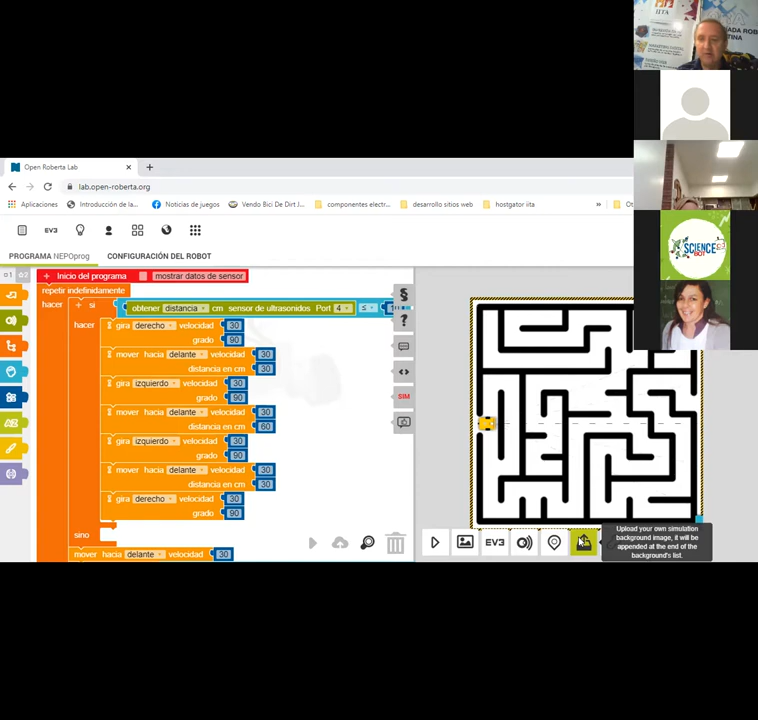 IITA
Open Roberta Lab
lab.open-roberta.org
Aplicaciones
Introducción de la...
Noticias de juegos
Vendo Bici De Dirt J...
componentes electr...
desarrollo sitios web
hostgator iita
»
EV3
PROGRAMA NEPOprog
CONFIGURACIÓN DEL ROBOT
1 2
+ Inicio del programa mostrar datos de sensor
repetir indefinidamente
hacer + si obtener distancia cm sensor de ultrasonidos Port 4 ≤
hacer gira derecho velocidad 30
grado 90
mover hacia delante velocidad 30
distancia en cm 30
gira izquierdo velocidad 30
grado 90
mover hacia delante velocidad 30
distancia en cm 60
gira izquierdo velocidad 30
grado 90
mover hacia delante velocidad 30
distancia en cm 30
gira derecho velocidad 30
grado 90
sino
mover hacia delante velocidad 30
?
SIM
EV3
Upload your own simulation
background image, it will be
appended at the end of the
background's list.
SCIENCE
BOT